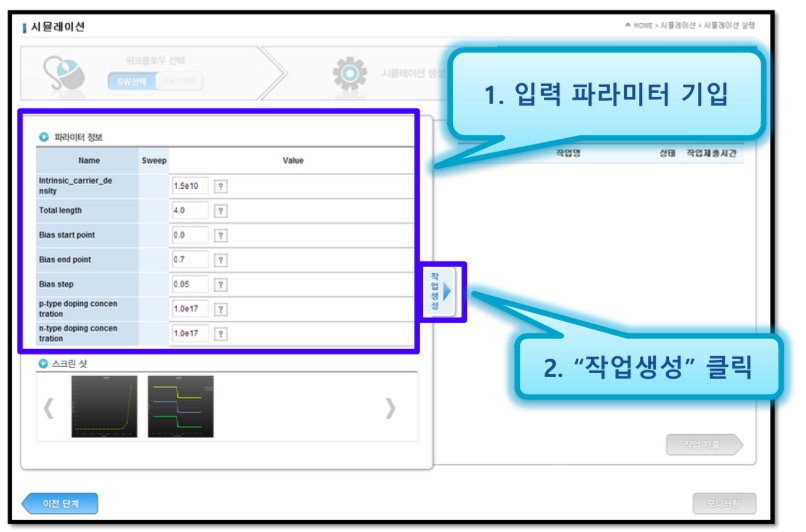 시뮬레이션
HOME > 시뮬레이션 > 시뮬레이션 실행
워크플로우 선택
SW선택
시뮬레이션 생성
1. 입력 파라미터 기입
파라미터 정보
Name Sweep Value
Intrinsic_carrier_de
nsity
1.5e10 ?
Total length 4.0 ?
Bias start point 0.0 ?
Bias end point 0.7 ?
Bias step 0.05 ?
p-type doping concen
tration
1.0e17 ?
n-type doping concen
tration
1.0e17 ?
작업명 상태 작업제출시간
작업생성
2. “작업생성” 클릭
스크린 샷
작업 제출
이전 단계
모니터링